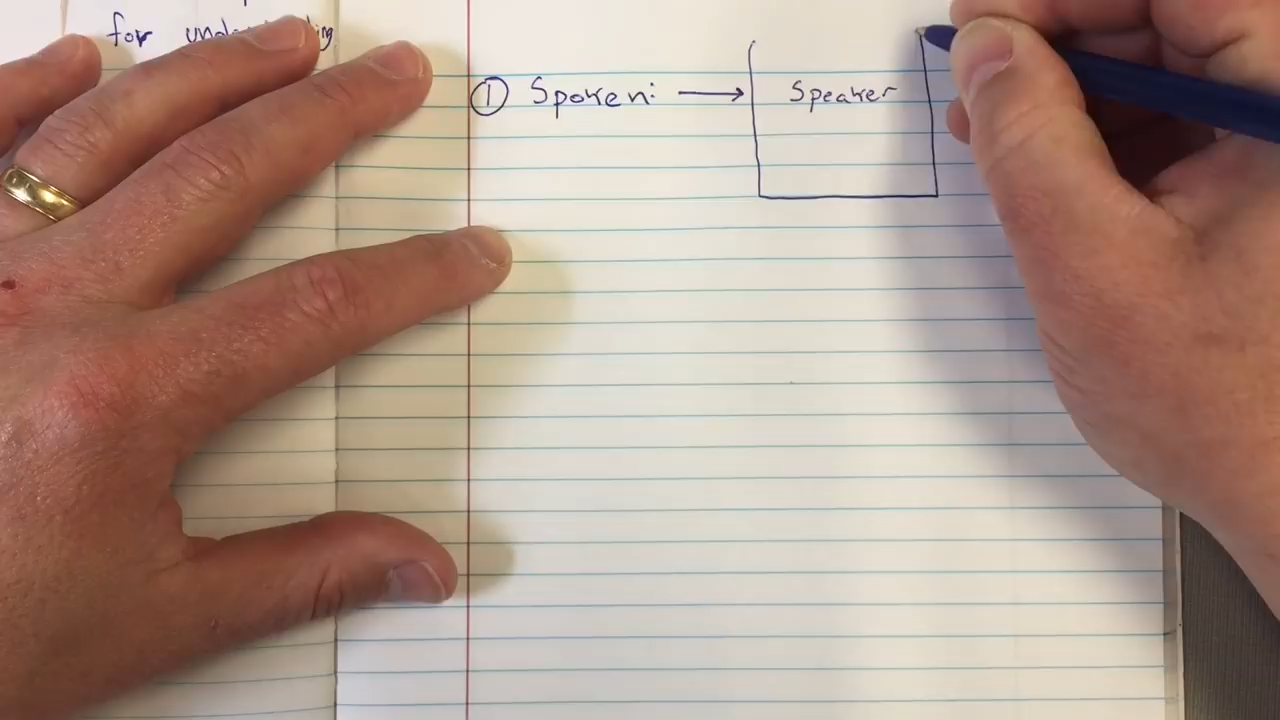 for
① Spoken: → Speaker